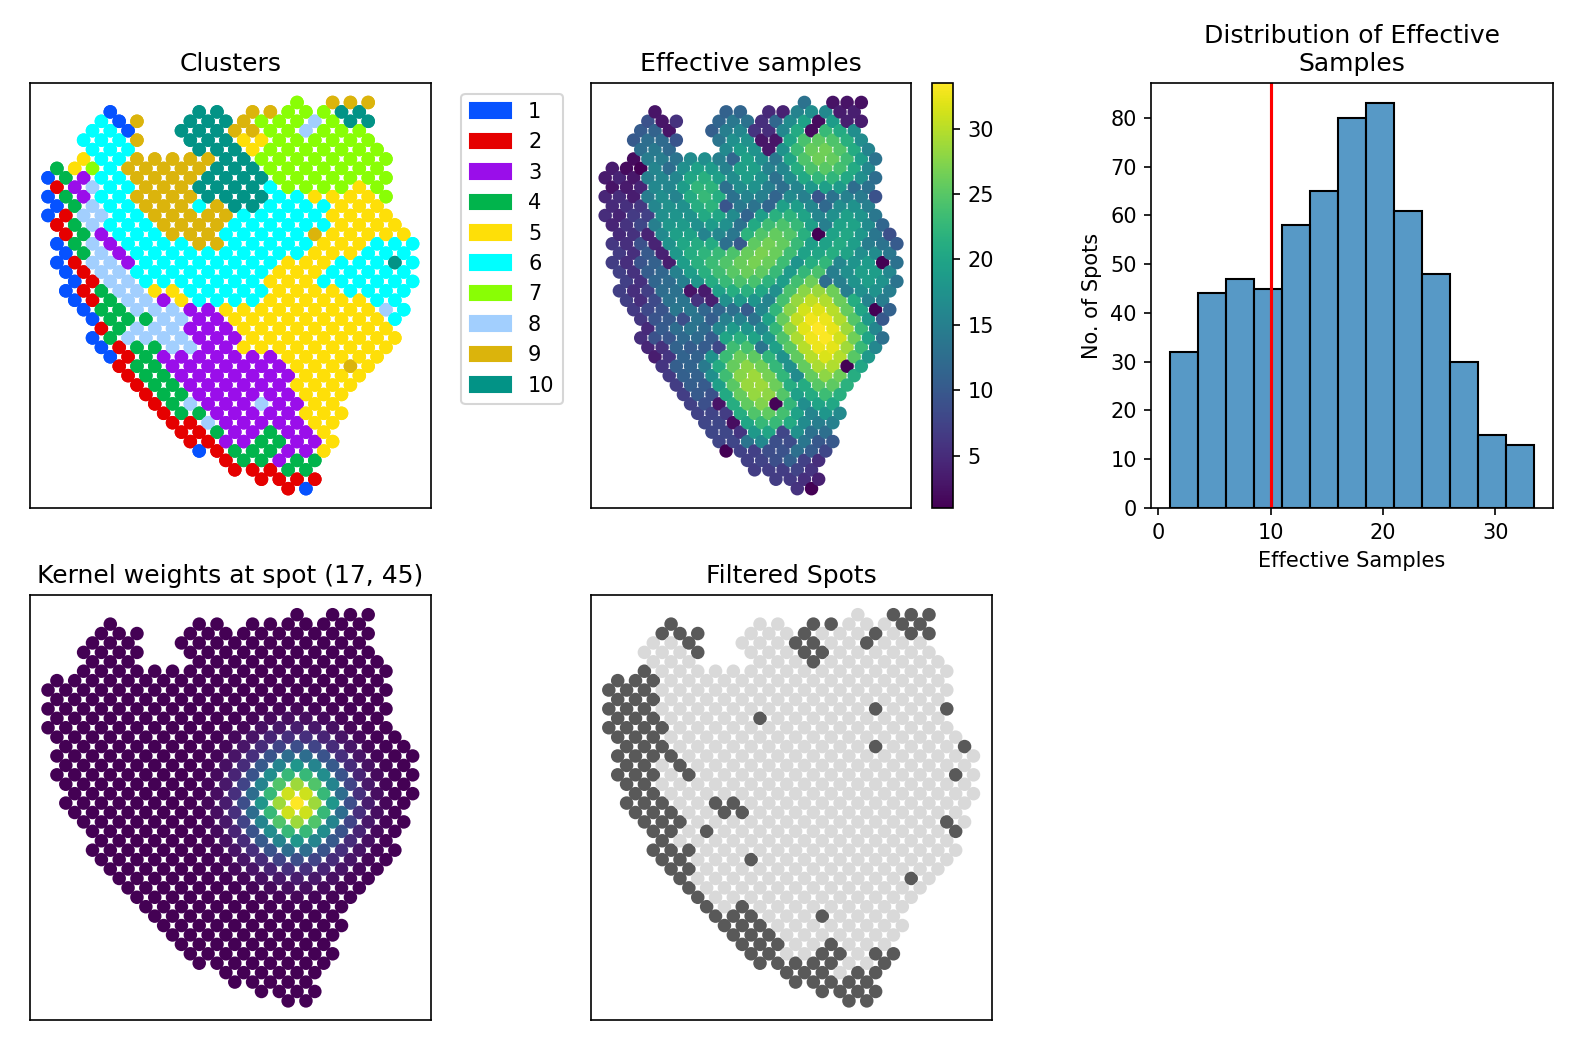 Clusters
1
2
3
4
5
6
7
8
9
10
Effective samples
30
25
20
15
10
5
Distribution of Effective
Samples
No. of Spots
80
70
60
50
40
30
20
10
0
0 10 20 30
Effective Samples
Kernel weights at spot (17, 45)
Filtered Spots